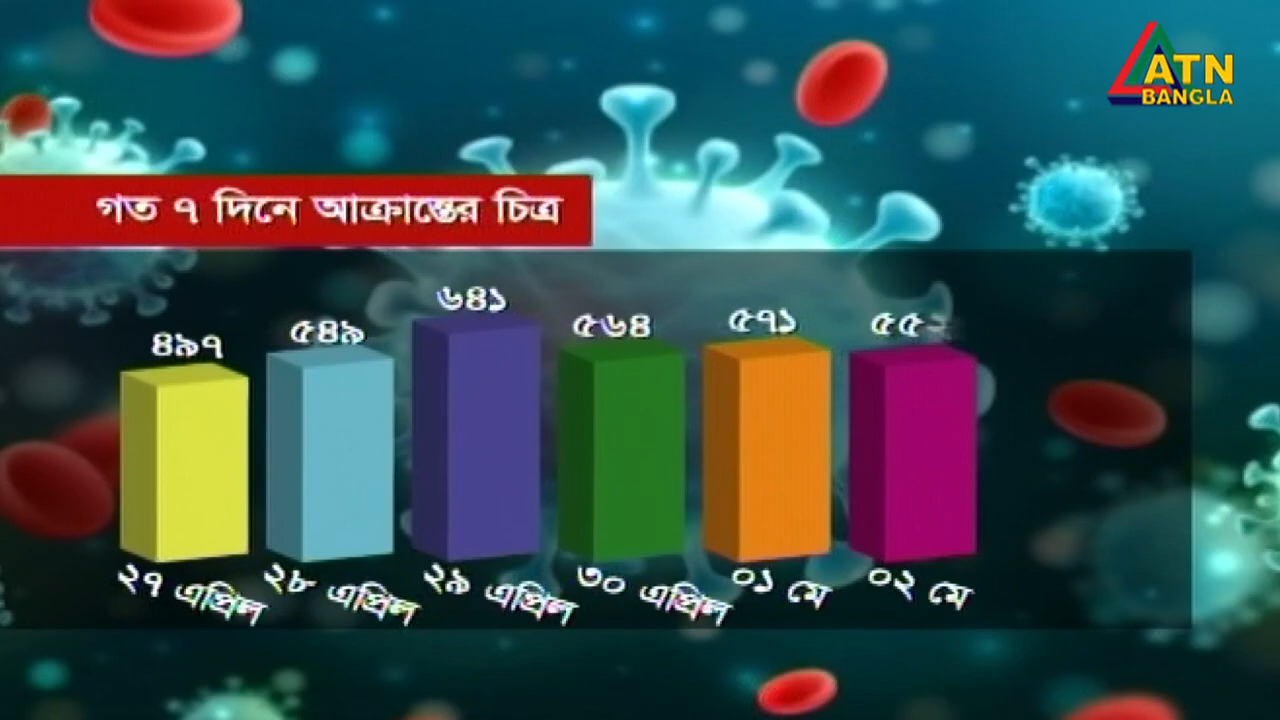 ATN
BANGLA
গত ৭ দিনে আক্রান্তের চিত্র
৪৯৭ ৫৪৯ ৬৪১ ৫৬৪ ৫৭১
২৭ এপ্রিল ২৮ এপ্রিল ২৯ এপ্রিল ৩০ এপ্রিল ০১ মে ০২ মে